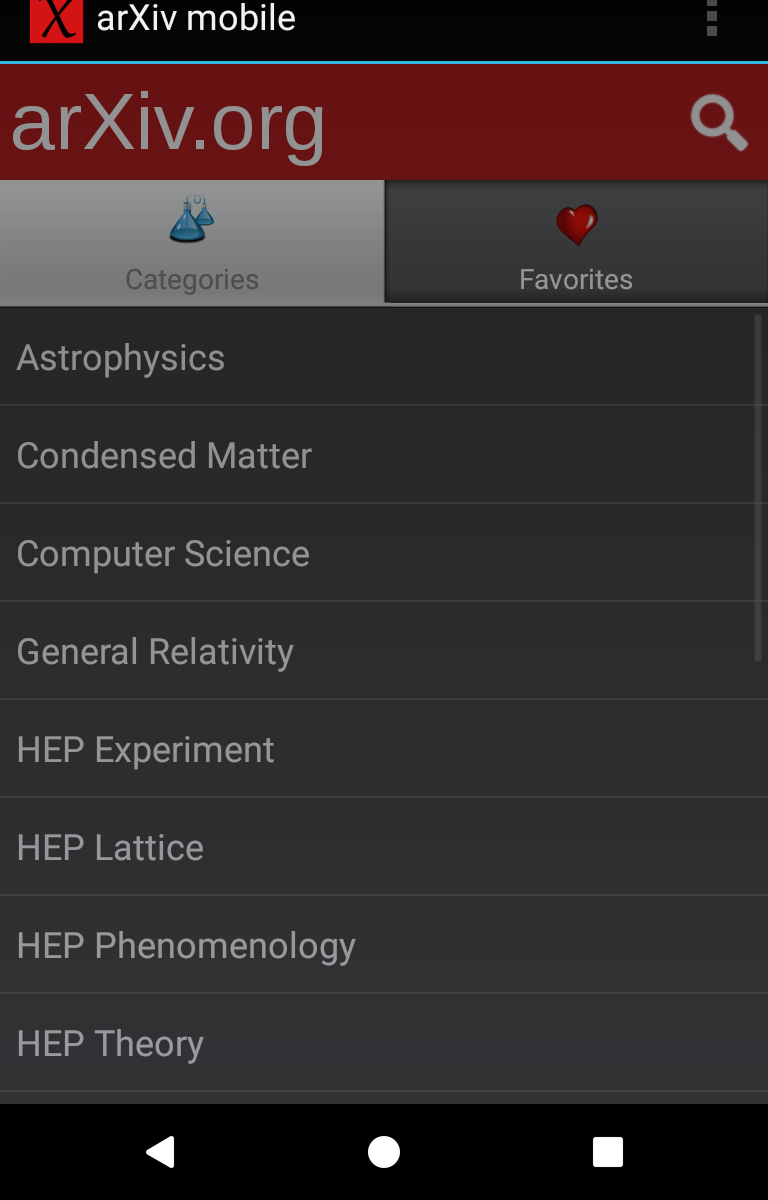 X arXiv mobile
arXiv.org
Categories
Favorites
Astrophysics
Condensed Matter
Computer Science
General Relativity
HEP Experiment
HEP Lattice
HEP Phenomenology
HEP Theory